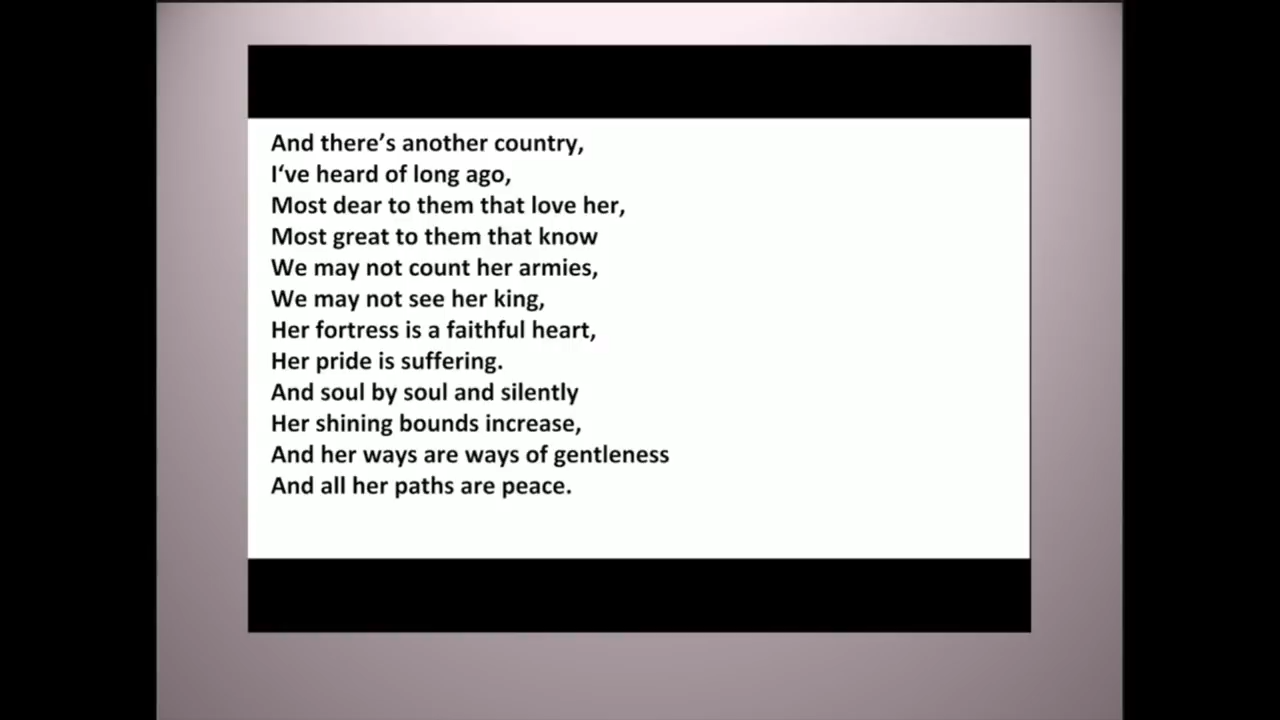 And there’s another country,
I‘ve heard of long ago,
Most dear to them that love her,
Most great to them that know
We may not count her armies,
We may not see her king,
Her fortress is a faithful heart,
Her pride is suffering.
And soul by soul and silently
Her shining bounds increase,
And her ways are ways of gentleness
And all her paths are peace.